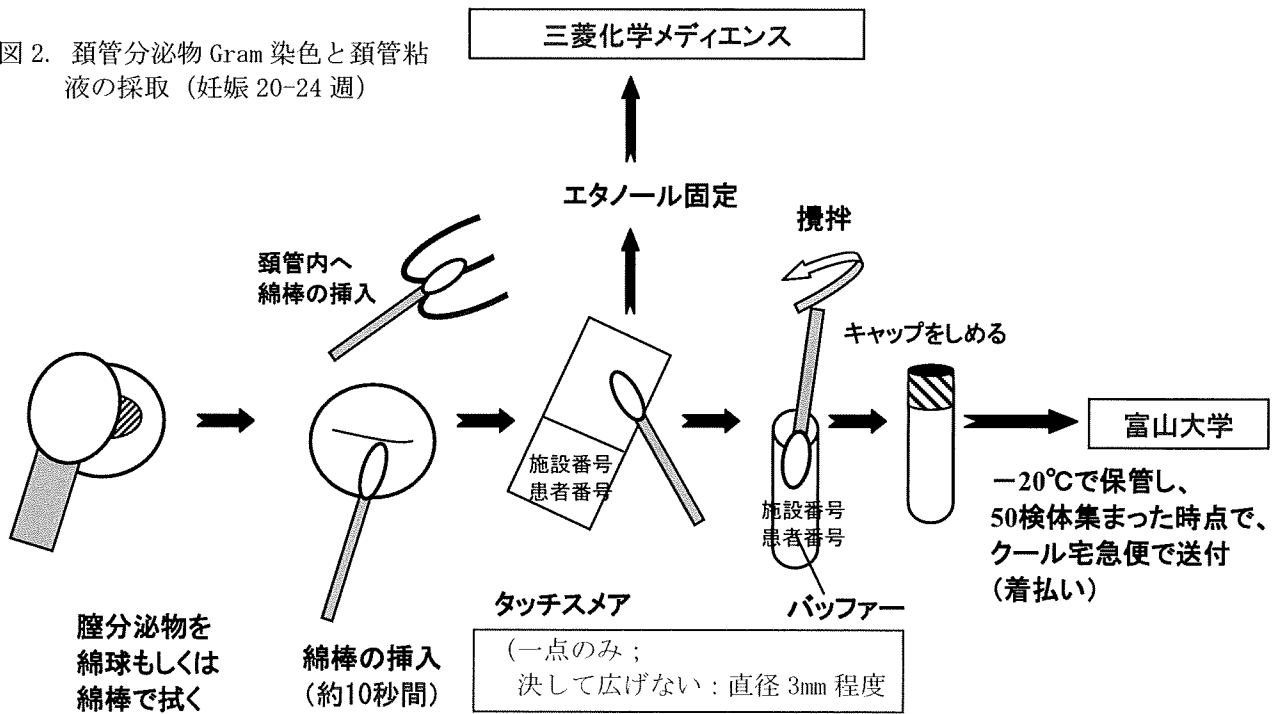 図 2. 頚管分泌物 Gram 染色と頚管粘
液の採取（妊娠 20-24 週）
三菱化学メディエンス
エタノール固定
攪拌
頚管内へ
綿棒の挿入
キャップをしめる
施設番号
患者番号
施設番号
患者番号
富山大学
－20℃で保管し、
50検体集まった時点で、
クール宅急便で送付
（着払い）
タッチスメア
バッファー
膣分泌物を
綿球もしくは
綿棒で拭く
綿棒の挿入
（約10秒間）
（一点のみ；
決して広げない：直径 3mm 程度